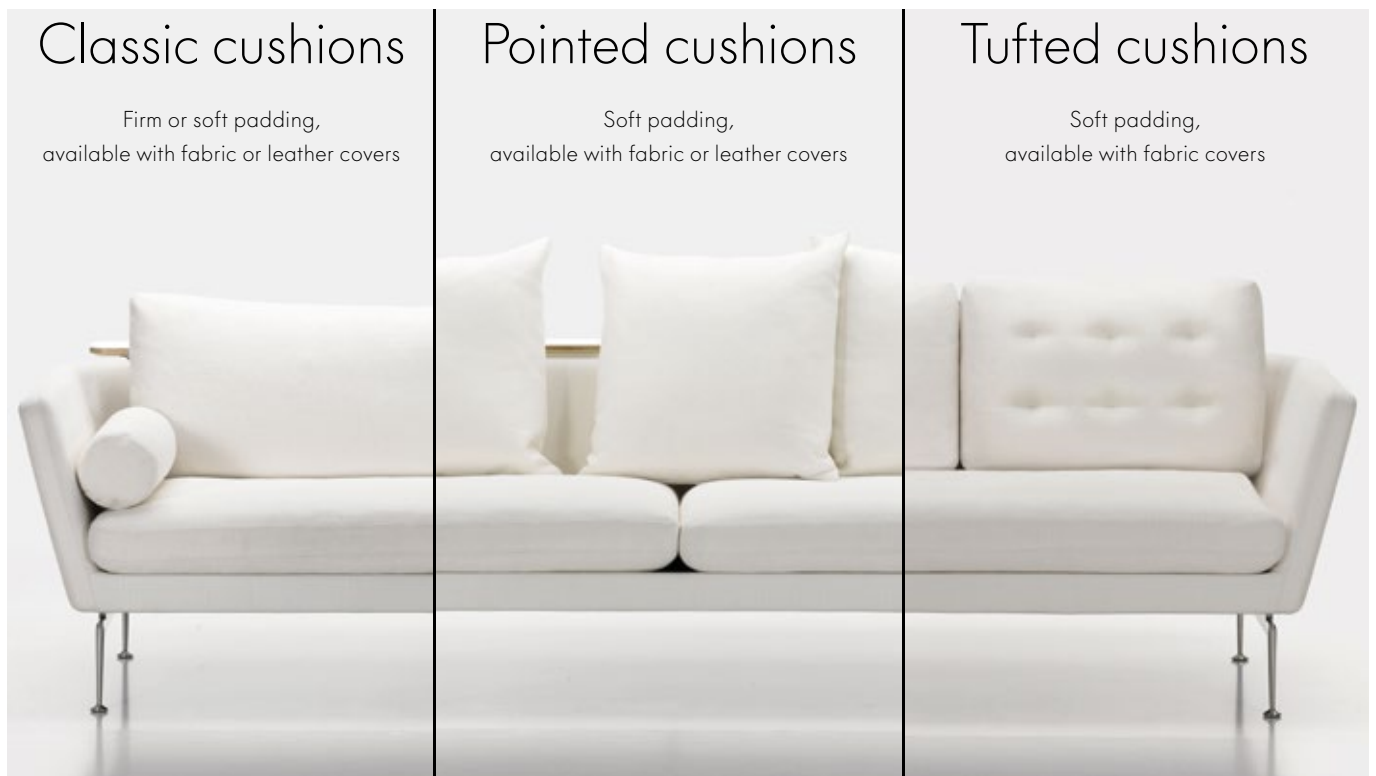 Classic cushions
Firm or soft padding,
available with fabric or leather covers
Pointed cushions
Soft padding,
available with fabric or leather covers
Tufted cushions
Soft padding,
available with fabric covers